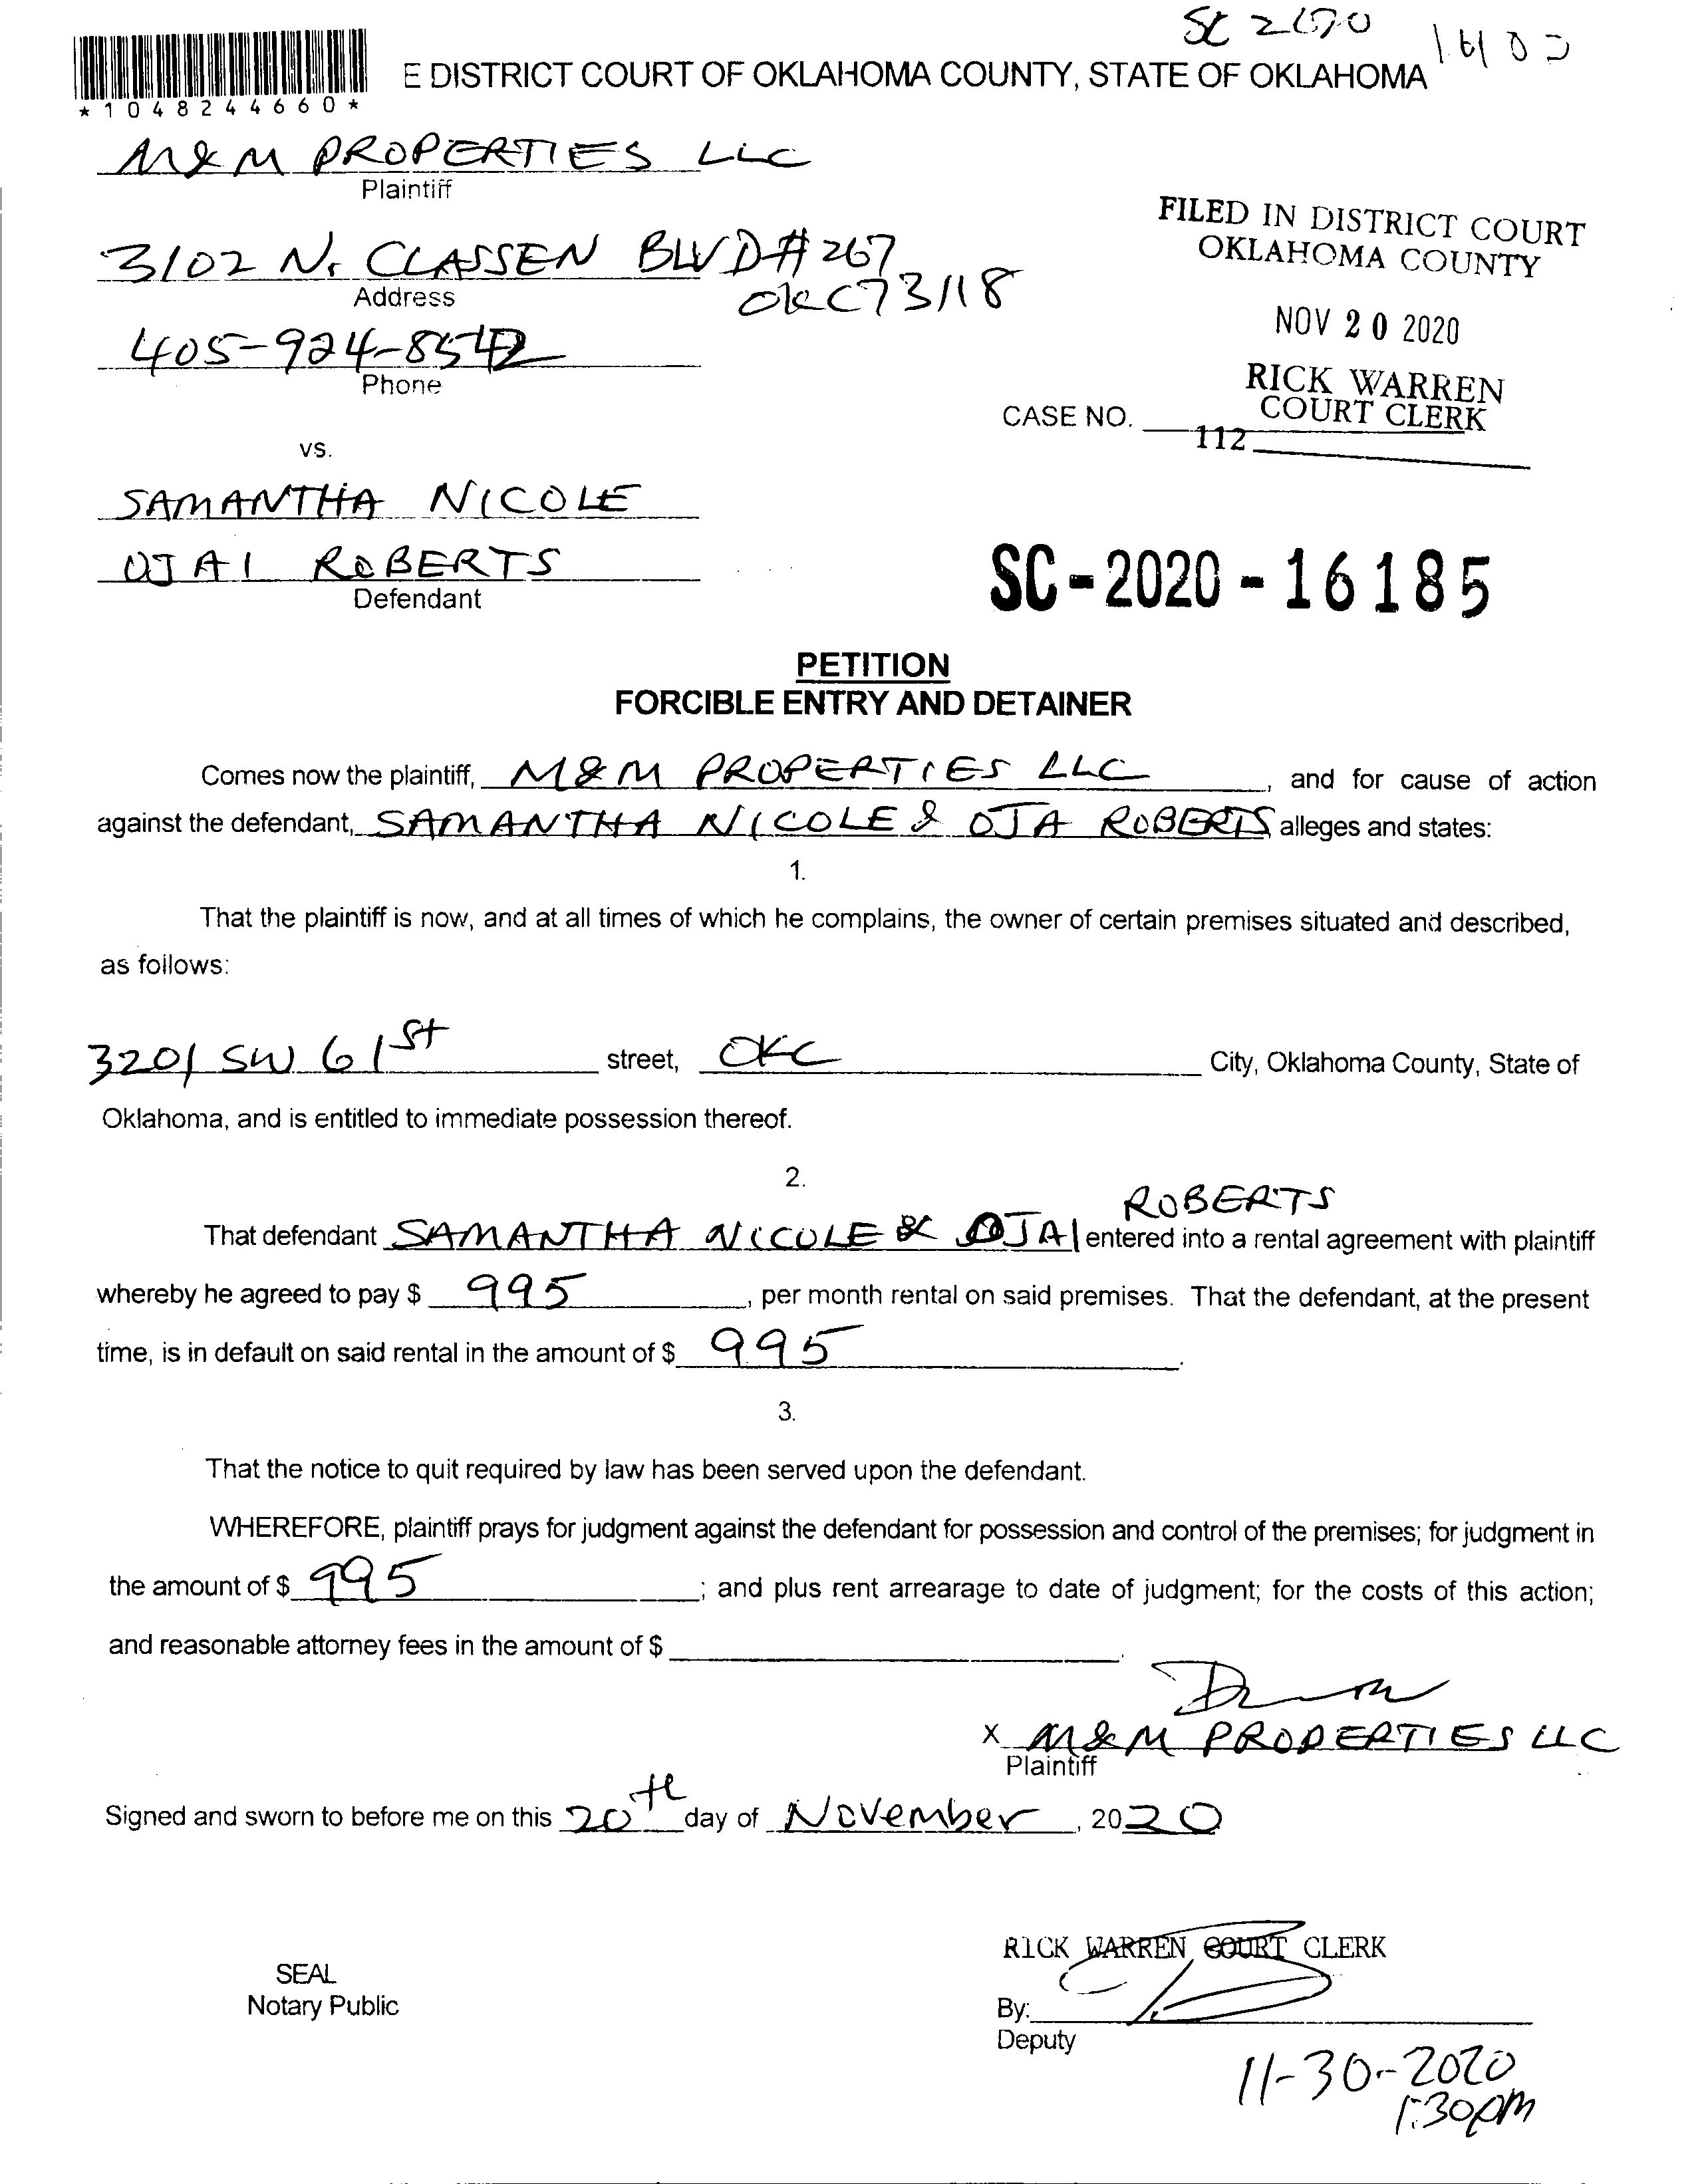 SC 2670
E DISTRICT COURT OF OKLAHOMA COUNTY, STATE OF OKLAHOMA
* 1 0 4 8 2 4 4 6 6 0 *
M&M PROPERTIES LLC
Plaintiff
3102 N. CLASSEN BLVD # 267
Address
OKC 73118
405-924-8542
Phone
FILED IN DISTRICT COURT
OKLAHOMA COUNTY
NOV 20 2020
RICK WARREN
COURT CLERK
CASE NO.
112
vs.
SAMANTHA NICOLE
OJAI ROBERTS
Defendant
SC-2020-16185
PETITION
FORCIBLE ENTRY AND DETAINER
Comes now the plaintiff, M&M PROPERTIES LLC, and for cause of action
against the defendant, SAMANTHA NICOLE & OJA ROBERTS alleges and states:
1.
That the plaintiff is now, and at all times of which he complains, the owner of certain premises situated and described,
as follows:
3201 SW 61st street, OKC City, Oklahoma County, State of
Oklahoma, and is entitled to immediate possession thereof.
2.
ROBERTS
That defendant SAMANTHA NICOLE & OJAI entered into a rental agreement with plaintiff
whereby he agreed to pay $ 995, per month rental on said premises. That the defendant, at the present
time, is in default on said rental in the amount of $ 995.
3.
That the notice to quit required by law has been served upon the defendant.
WHEREFORE, plaintiff prays for judgment against the defendant for possession and control of the premises; for judgment in
the amount of $ 995; and plus rent arrearage to date of judgment; for the costs of this action;
and reasonable attorney fees in the amount of $ .
X M&M PROPERTIES LLC
Plaintiff
Signed and sworn to before me on this 20th day of November, 2020
RICK WARREN COURT CLERK
SEAL
Notary Public
By:
Deputy
11-30-2020
1:30pm